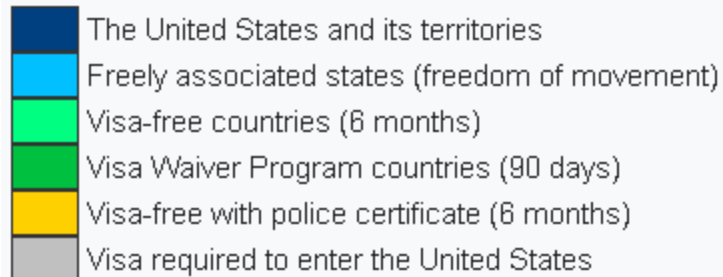 The United States and its territories
Freely associated states (freedom of movement)
Visa-free countries (6 months)
Visa Waiver Program countries (90 days)
Visa-free with police certificate (6 months)
Visa required to enter the United States